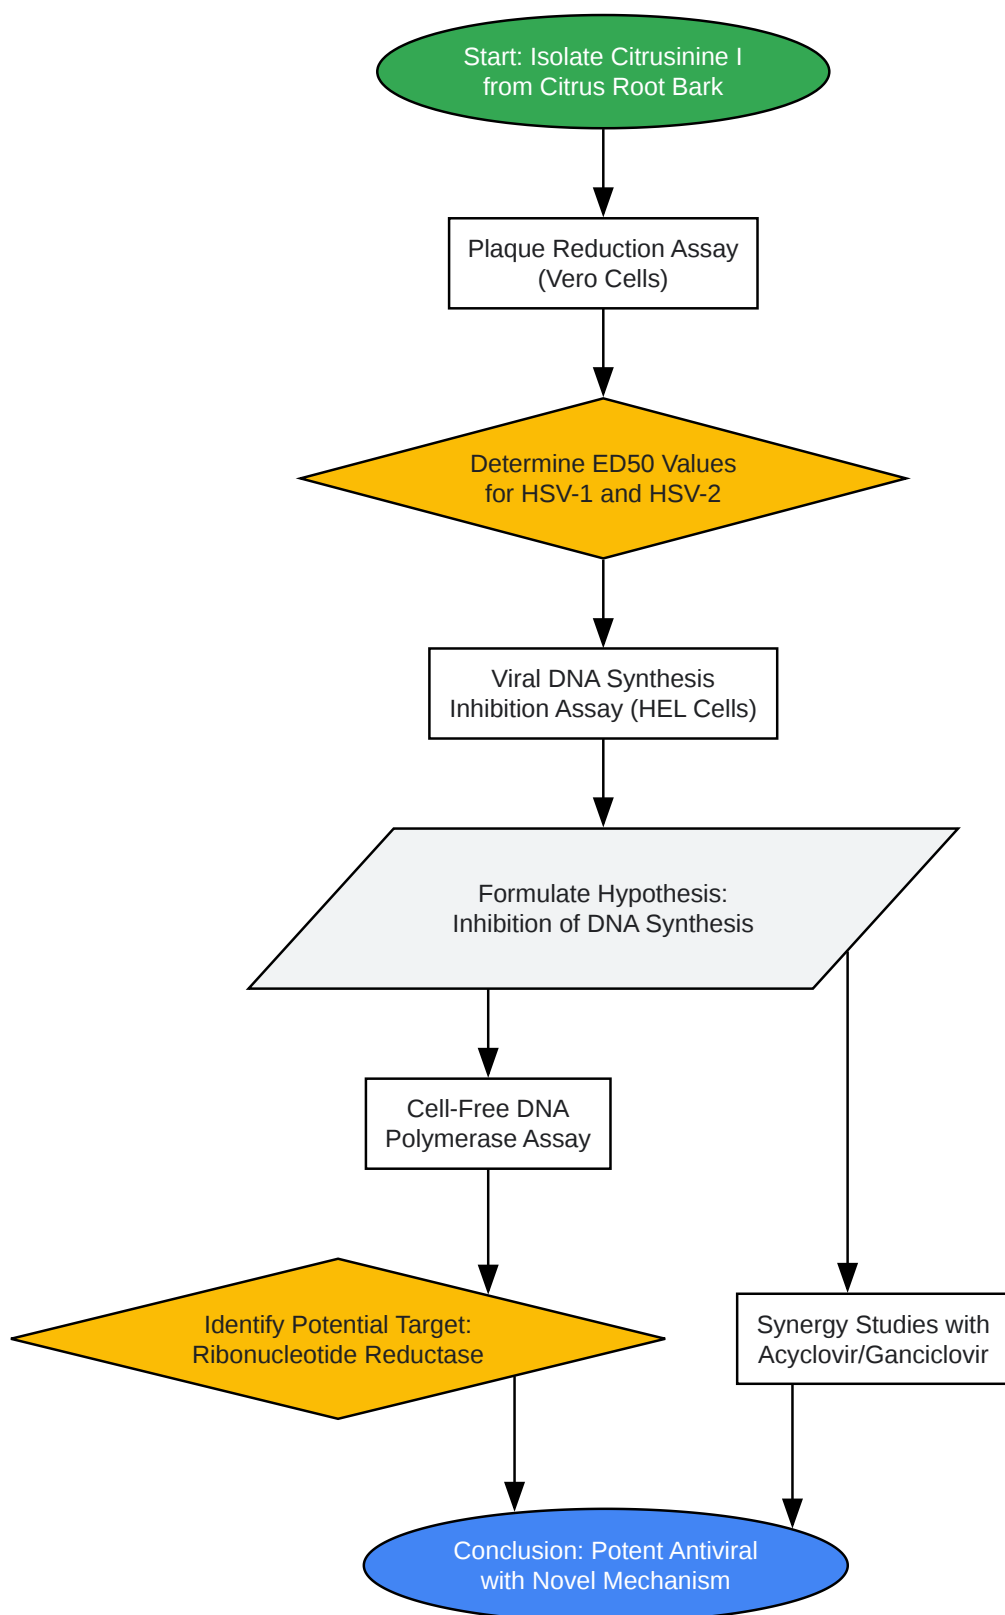 Start: Isolate Citrusinine I
from Citrus Root Bark
Plaque Reduction Assay
(Vero Cells)
Determine ED50 Values
for HSV-1 and HSV-2
Viral DNA Synthesis
Inhibition Assay (HEL Cells)
Formulate Hypothesis:
Inhibition of DNA Synthesis
Cell-Free DNA
Polymerase Assay
Identify Potential Target:
Ribonucleotide Reductase
Synergy Studies with
Acyclovir/Ganciclovir
Conclusion: Potent Antiviral
with Novel Mechanism